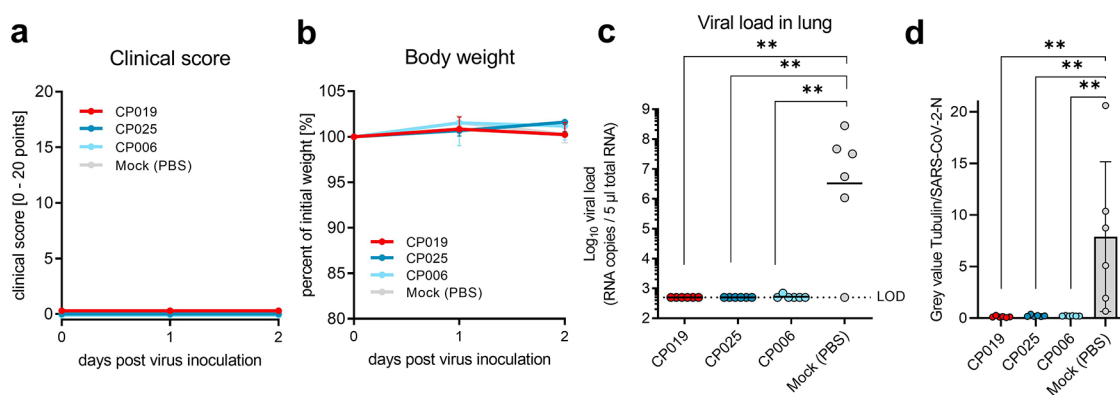 a
Clinical score
clinical score [0 - 20 points]
20
15
10
5
0
CP019
CP025
CP006
Mock (PBS)
0
1
2
days post virus inoculation
b
Body weight
percent of initial weight [%]
105
100
95
90
85
80
CP019
CP025
CP006
Mock (PBS)
0
1
2
days post virus inoculation
c
Viral load in lung
**
**
**
Log10 viral load
(RNA copies / 5 µl total RNA)
9
8
7
6
5
4
3
2
LOD
CP019
CP025
CP006
Mock (PBS)
d
**
**
**
Grey value Tubulin/SARS-CoV-2-N
20
15
10
5
0
CP019
CP025
CP006
Mock (PBS)